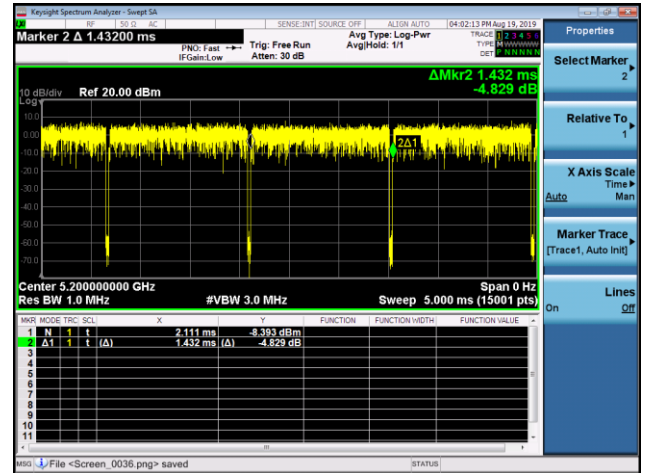 Keysight Spectrum Analyzer - Swept SA
RF 50 Ω AC SENSE:INT SOURCE OFF ALIGN AUTO 04:02:13 PM Aug 19, 2019
Marker 2 Δ 1.43200 ms
PNO: Fast
IFGain:Low
Trig: Free Run
Atten: 30 dB
Avg Type: Log-Pwr
Avg|Hold: 1/1
TRACE 1 2 3 4 5 6
TYPE M W W W W W
DET P N N N N N
ΔMkr2 1.432 ms
-4.829 dB
10 dB/div Ref 20.00 dBm
Log
10.0
0.00
-10.0
-20.0
-30.0
-40.0
-50.0
-60.0
-70.0
2Δ1
Center 5.200000000 GHz Span 0 Hz
Res BW 1.0 MHz #VBW 3.0 MHz Sweep 5.000 ms (15001 pts)
MKR MODE TRC SCL X Y FUNCTION FUNCTION WIDTH FUNCTION VALUE
1 N 1 t 2.111 ms -8.393 dBm
2 Δ1 1 t (Δ) 1.432 ms (Δ) -4.829 dB
3
4
5
6
7
8
9
10
11
MSG File <Screen_0036.png> saved STATUS
Properties
Select Marker
2
Relative To
1
X Axis Scale
Time
Auto Man
Marker Trace
[Trace1, Auto Init]
Lines
On Off